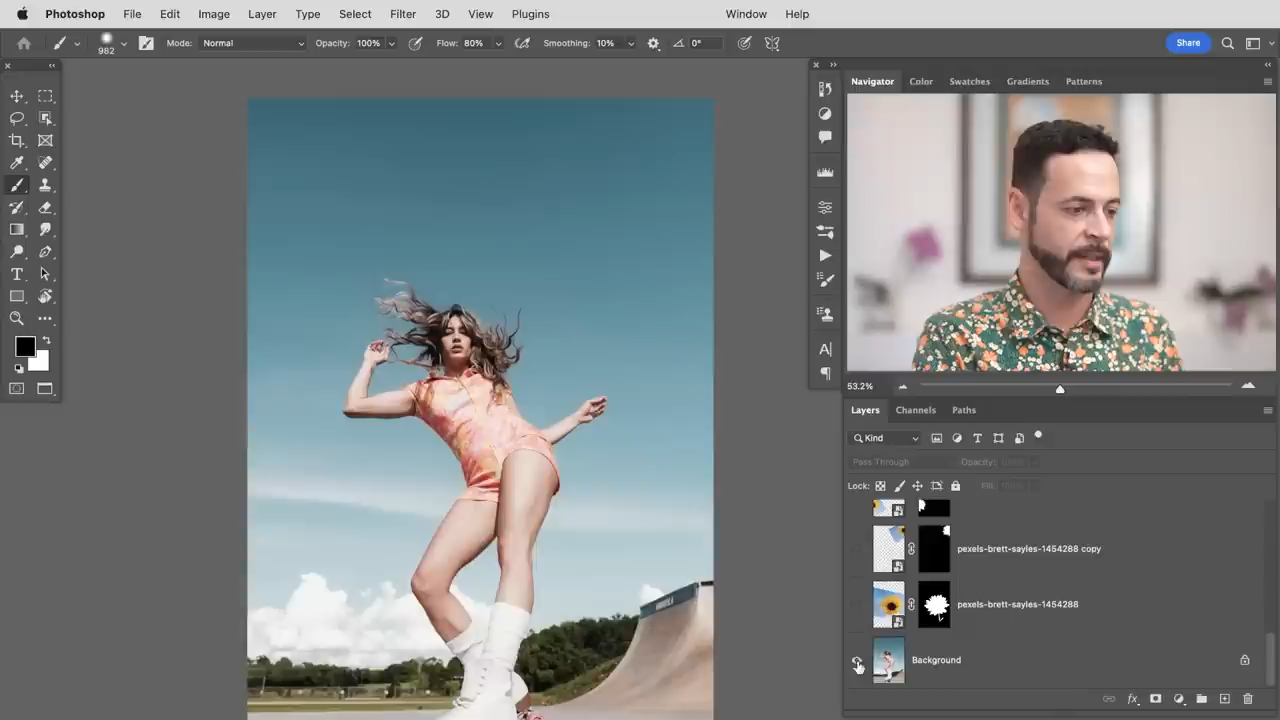 Photoshop File Edit Image Layer Type Select Filter 3D View Plugins Window Help
982 Mode: Normal Opacity: 100% Flow: 80% Smoothing: 10% 0° Share
Navigator Color Swatches Gradients Patterns
53.2%
Layers Channels Paths
Kind
Pass Through Opacity:
Lock: Fill:
pexels-brett-sayles-1454288 copy
pexels-brett-sayles-1454288
Background
fx